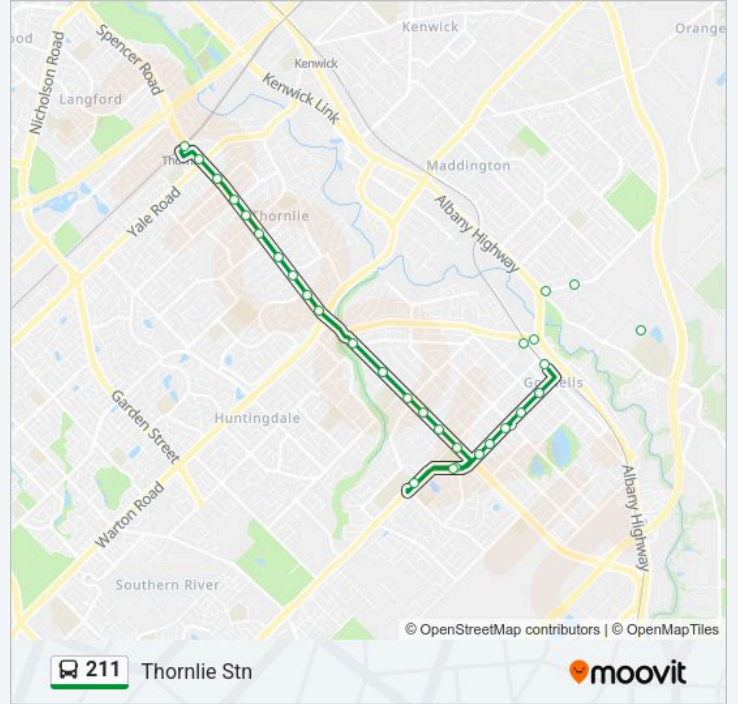 Kenwick
Orange
Spencer Road
Nicholson Road
Kenwick
Langford
Kenwick Link
Maddington
Yale Road
Thornlie
Albany Highway
Garden Street
Huntingdale
Albany Highway
Warton Road
Southern River
© OpenStreetMap contributors | © OpenMapTiles
211 Thornlie Stn
moovit